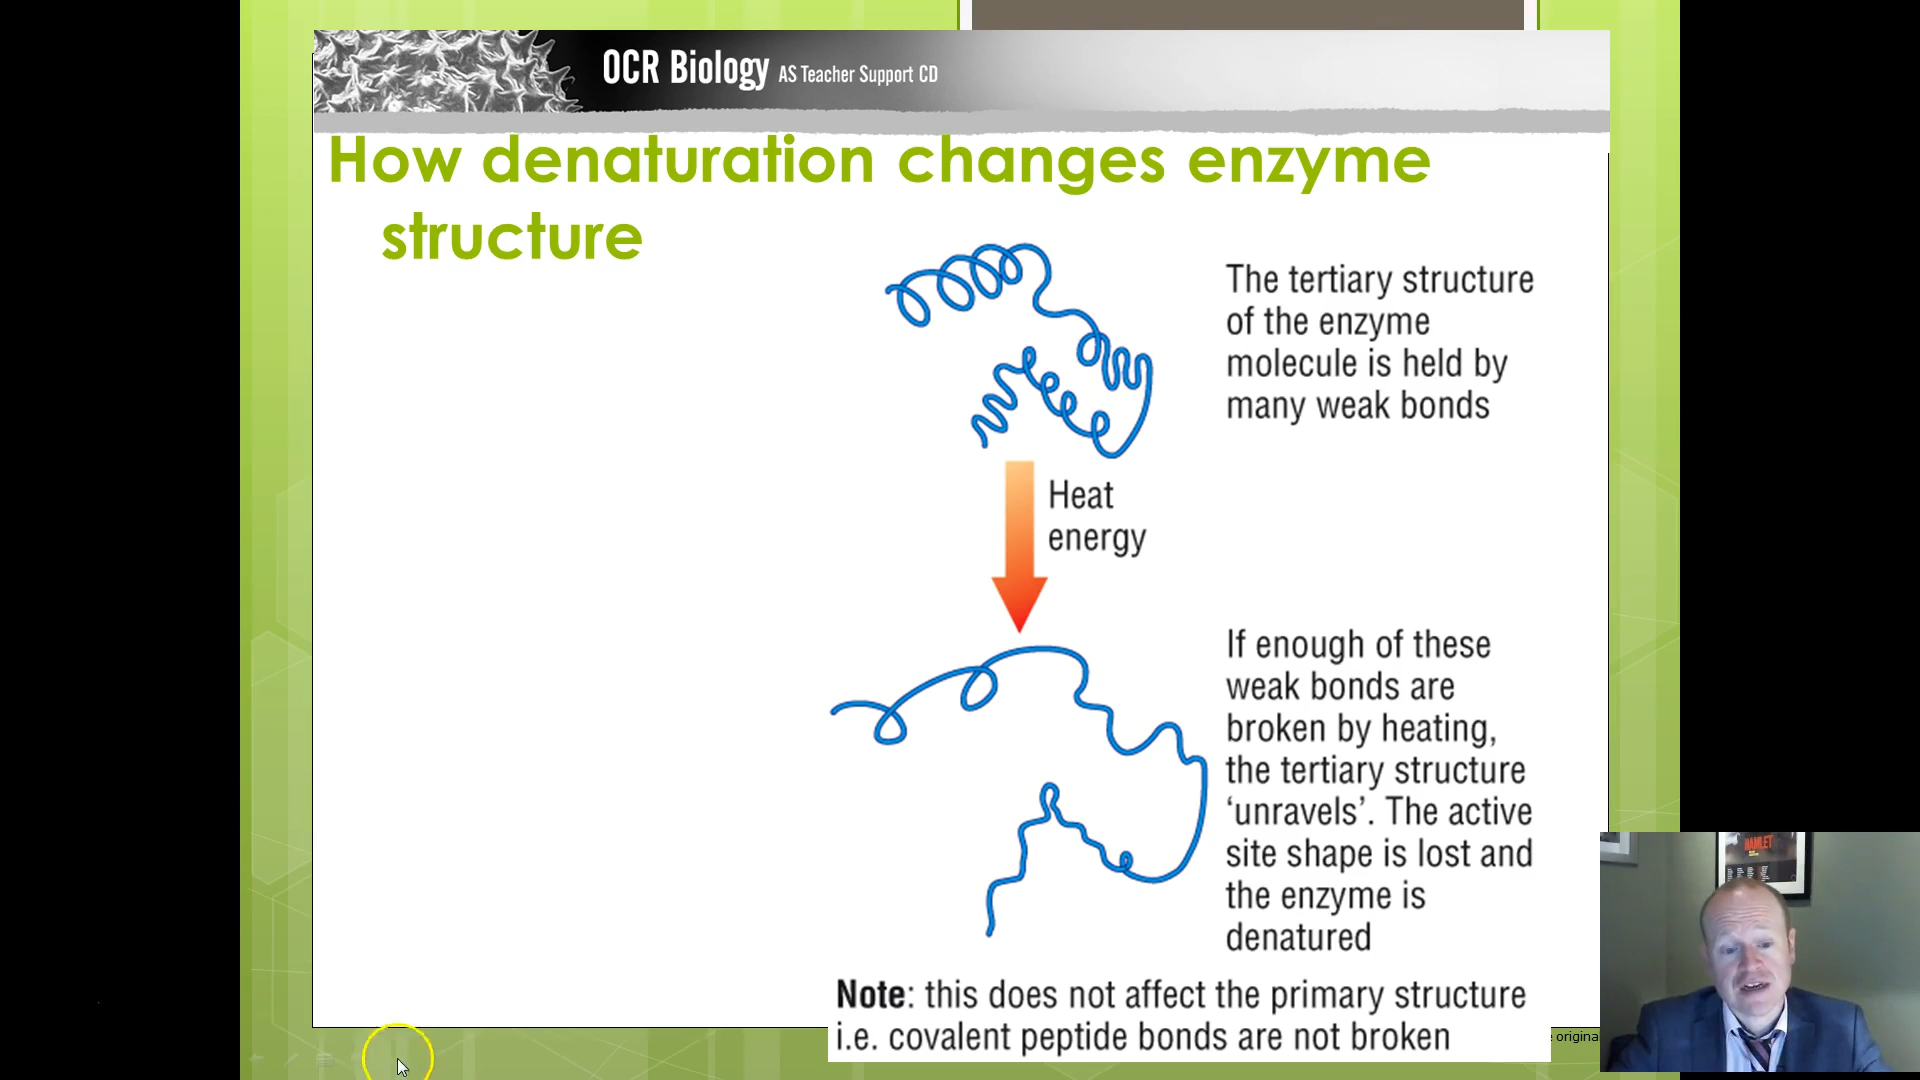 OCR Biology AS Teacher Support CD
How denaturation changes enzyme
structure
The tertiary structure
of the enzyme
molecule is held by
many weak bonds
Heat
energy
If enough of these
weak bonds are
broken by heating,
the tertiary structure
‘unravels’. The active
site shape is lost and
the enzyme is
denatured
Note: this does not affect the primary structure
i.e. covalent peptide bonds are not broken
HAMLET